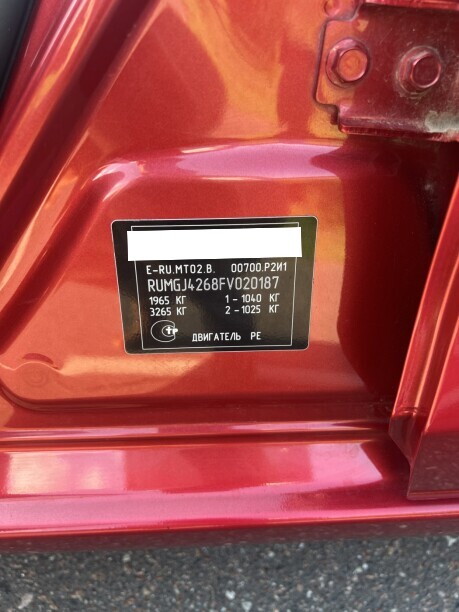 E-RU.MT02.B. 00700.P2И1
RUMGJ4268FV020187
1965 КГ 1 - 1040 КГ
3265 КГ 2 - 1025 КГ
ДВИГАТЕЛЬ PE